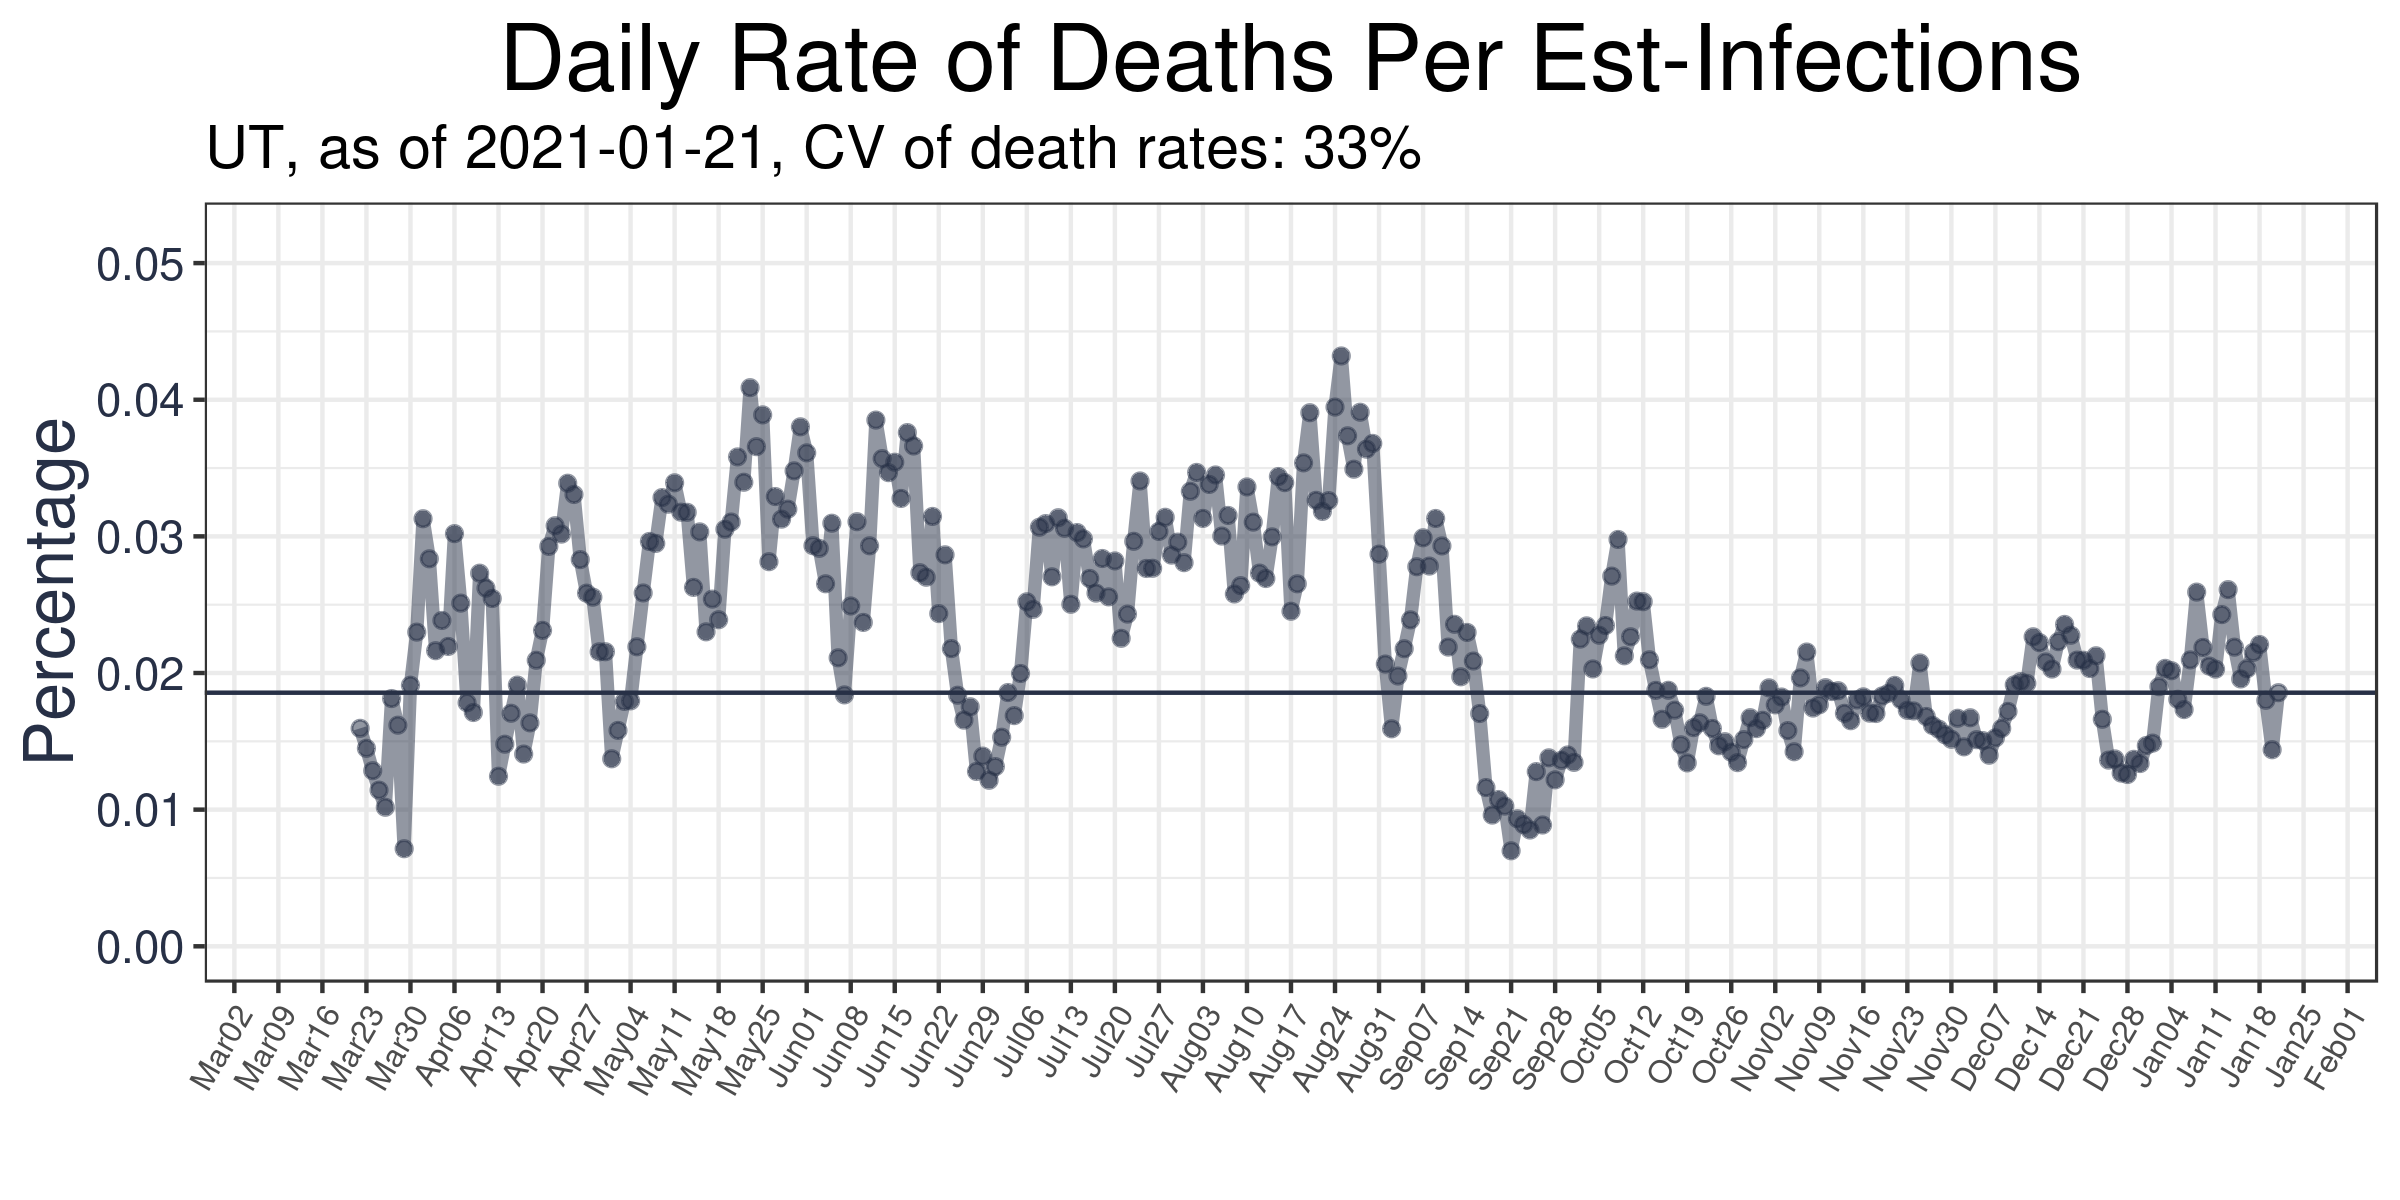 Daily Rate of Deaths Per Est-Infections
UT, as of 2021-01-21, CV of death rates: 33%
Percentage
0.05
0.04
0.03
0.02
0.01
0.00
Mar02
Mar09
Mar16
Mar23
Mar30
Apr06
Apr13
Apr20
Apr27
May04
May11
May18
May25
Jun01
Jun08
Jun15
Jun22
Jun29
Jul06
Jul13
Jul20
Jul27
Aug03
Aug10
Aug17
Aug24
Aug31
Sep07
Sep14
Sep21
Sep28
Oct05
Oct12
Oct19
Oct26
Nov02
Nov09
Nov16
Nov23
Nov30
Dec07
Dec14
Dec21
Dec28
Jan04
Jan11
Jan18
Jan25
Feb01